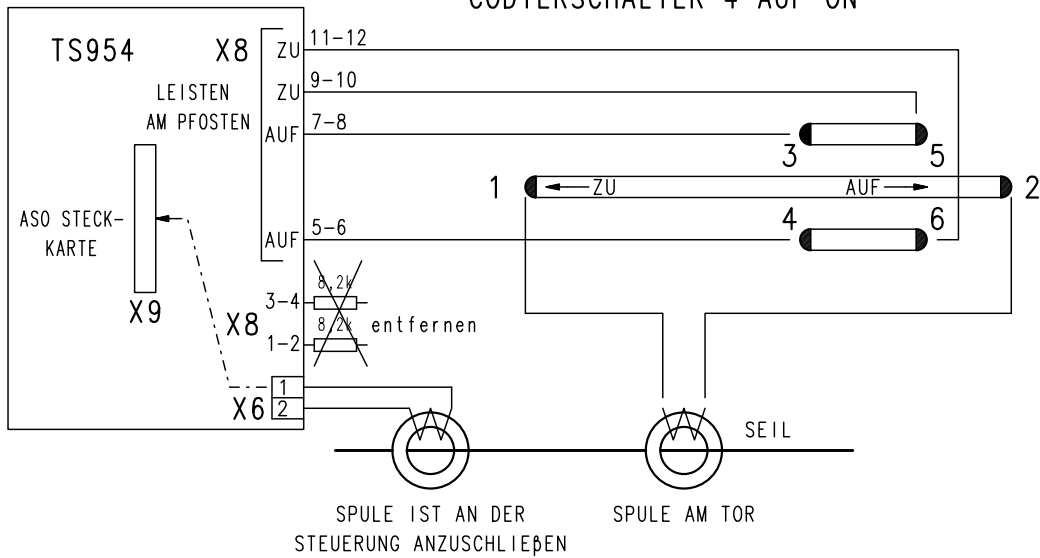 CODIERSCHALTER 4 AUF ON
TS954
X8
ZU 11-12
ZU 9-10
LEISTEN
AM PFOSTEN
AUF 7-8
3
5
1
ZU
AUF
2
4
6
ASO STECK-
KARTE
AUF 5-6
X9
X8
3-4 8,2k
1-2 8,2k
entfernen
X6
1
2
SEIL
SPULE IST AN DER
STEUERUNG ANZUSCHLIEßEN
SPULE AM TOR